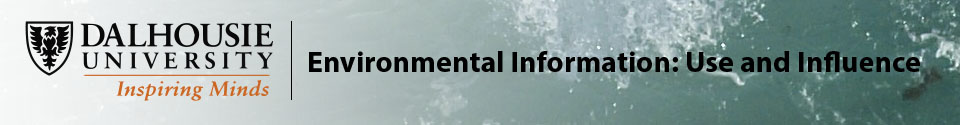 DALHOUSIE
UNIVERSITY
Inspiring Minds
Environmental Information: Use and Influence